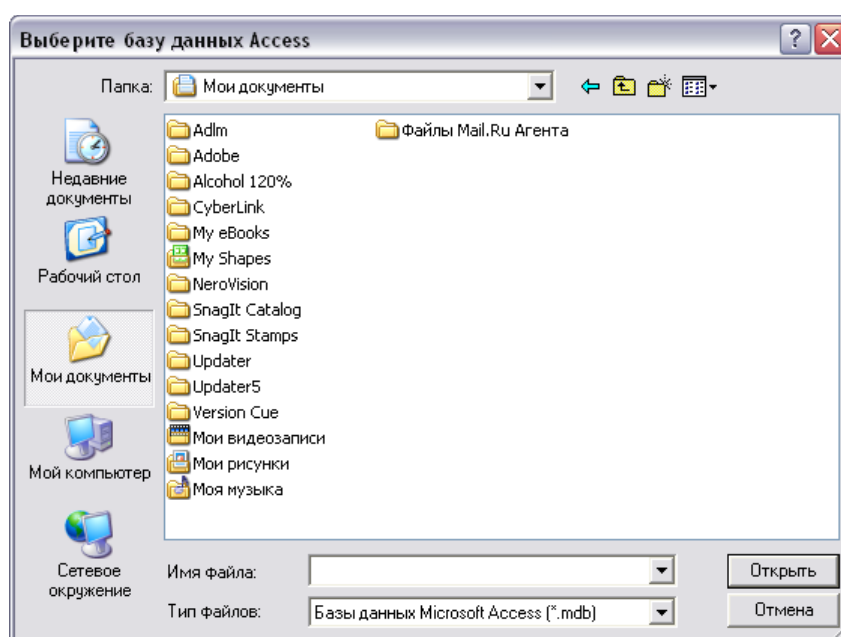 Выберите базу данных Access
Папка:
Мои документы
Недавние
документы
Рабочий стол
Мои документы
Мой компьютер
Сетевое
окружение
Adlm
Adobe
Alcohol 120%
CyberLink
My eBooks
My Shapes
NeroVision
SnagIt Catalog
SnagIt Stamps
Updater
Updater5
Version Cue
Мои видеозаписи
Мои рисунки
Моя музыка
Файлы Mail.Ru Агента
Имя файла:
Открыть
Тип файлов:
Базы данных Microsoft Access (*.mdb)
Отмена